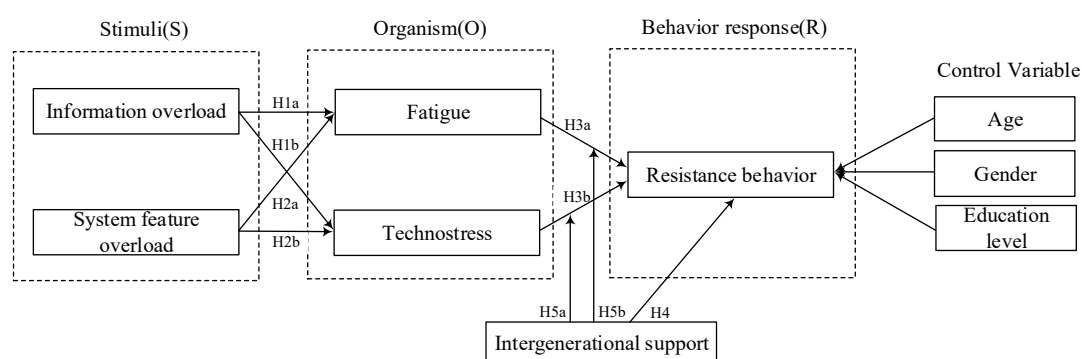 Stimuli(S)
Organism(O)
Behavior response(R)
Control Variable
Information overload
H1a
Fatigue
H3a
Age
H1b
Resistance behavior
Gender
H2a
H3b
System feature
overload
H2b
Technostress
Education
level
H5a
H5b
H4
Intergenerational support